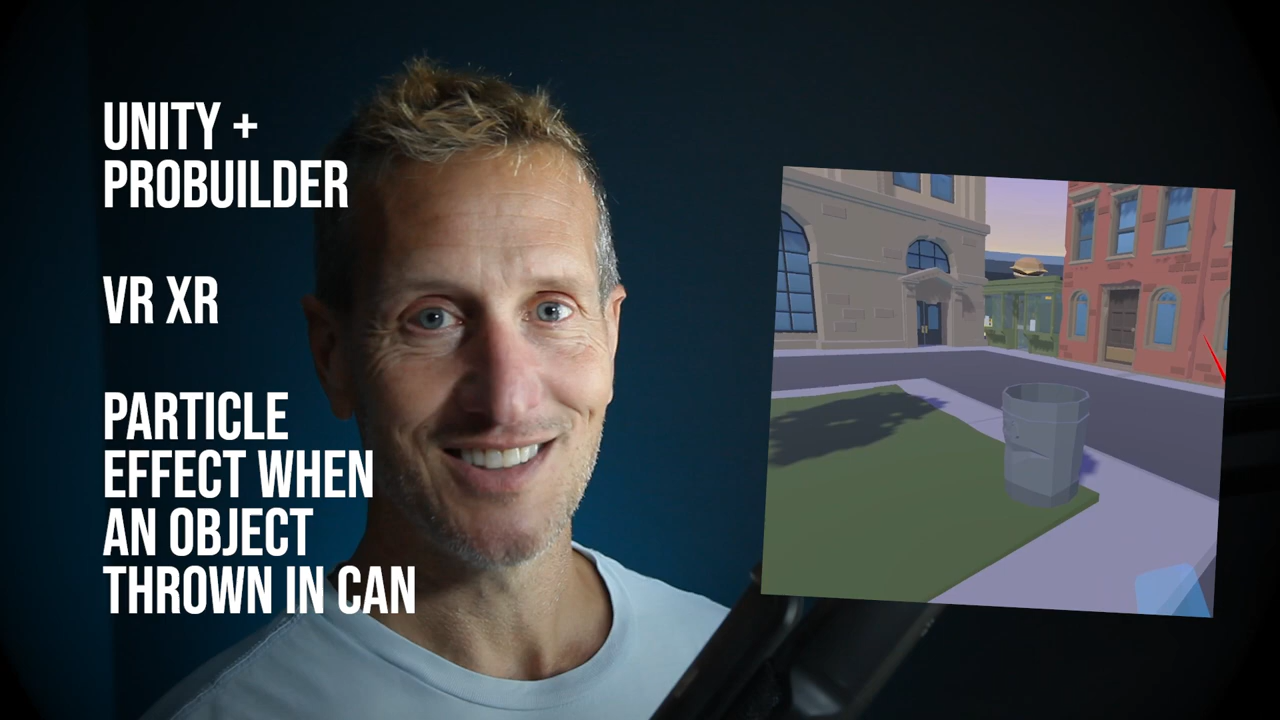 UNITY +
PROBUILDER
VR XR
PARTICLE
EFFECT WHEN
AN OBJECT
THROWN IN CAN